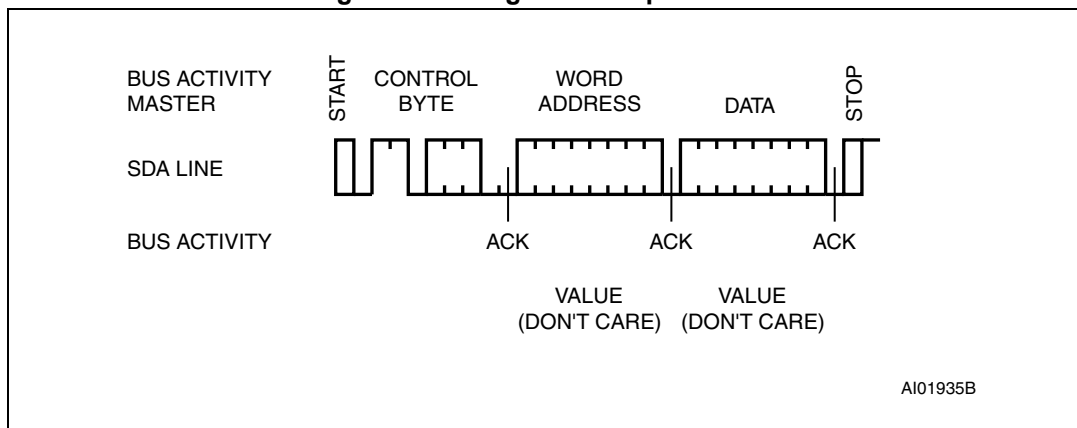 BUS ACTIVITY
MASTER
START
CONTROL
BYTE
WORD
ADDRESS
DATA
STOP
SDA LINE
BUS ACTIVITY
ACK
ACK
ACK
VALUE
(DON'T CARE)
VALUE
(DON'T CARE)
AI01935B